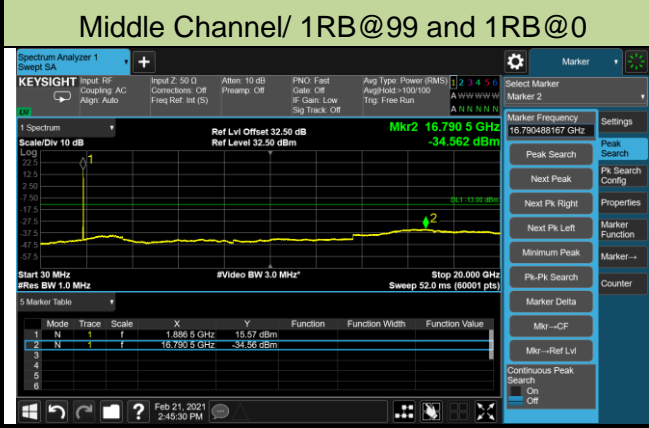 Middle Channel/ 1RB@99 and 1RB@0
Spectrum Analyzer 1
Swept SA
+
Marker
KEYSIGHT
Input: RF
Coupling: AC
Align: Auto
Input Z: 50 Ω
Corrections: Off
Freq Ref: Int (S)
Atten: 10 dB
Preamp: Off
PNO: Fast
Gate: Off
IF Gain: Low
Sig Track: Off
Avg Type: Power (RMS)
Avg|Hold:>100/100
Trig: Free Run
1 2 3 4 5 6
A W W W W W
A N N N N N
Select Marker
Marker 2
1 Spectrum
Scale/Div 10 dB
Ref Lvl Offset 32.50 dB
Ref Level 32.50 dBm
Mkr2 16.790 5 GHz
-34.562 dBm
Log
22.5
12.5
2.50
-7.50
-17.5
-27.5
-37.5
-47.5
-57.5
1
DL1 -13.00 dBm
2
Start 30 MHz
#Res BW 1.0 MHz
#Video BW 3.0 MHz*
Stop 20.000 GHz
Sweep 52.0 ms (60001 pts)
5 Marker Table
Mode Trace Scale X Y Function Function Width Function Value
1 N 1 f 1.886 5 GHz 15.57 dBm
2 N 1 f 16.790 5 GHz -34.56 dBm
3
4
5
6
Marker Frequency
16.790488167 GHz
Peak Search
Next Peak
Next Pk Right
Next Pk Left
Minimum Peak
Pk-Pk Search
Marker Delta
Mkr→CF
Mkr→Ref Lvl
Continuous Peak
Search
On
Off
Settings
Peak
Search
Pk Search
Config
Properties
Marker
Function
Marker→
Counter
?
Feb 21, 2021
2:45:30 PM